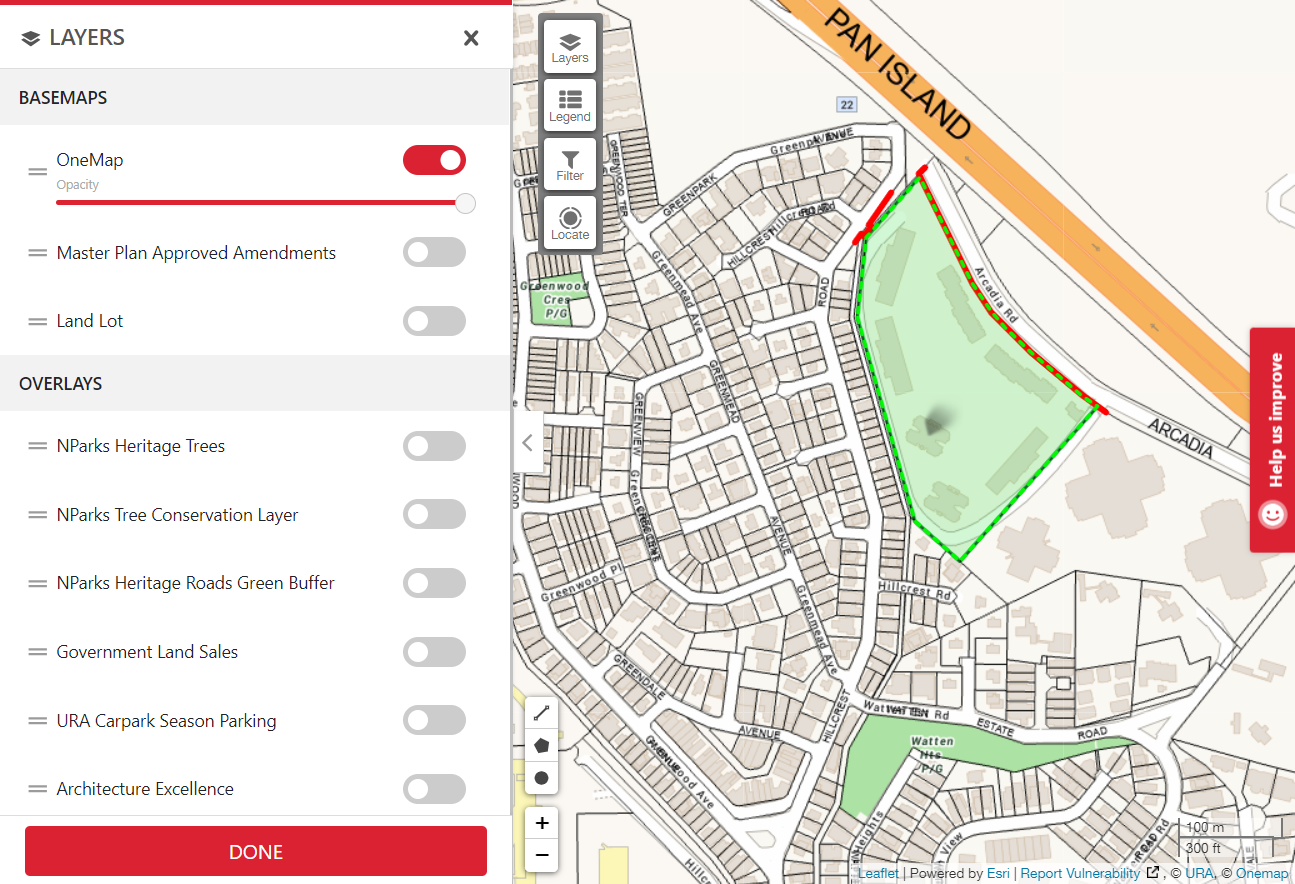 LAYERS
BASEMAPS
OneMap
Opacity
Master Plan Approved Amendments
Land Lot
OVERLAYS
NParks Heritage Trees
NParks Tree Conservation Layer
NParks Heritage Roads Green Buffer
Government Land Sales
URA Carpark Season Parking
Architecture Excellence
DONE
Layers
Legend
Filter
Locate
PAN ISLAND
22
Greenpark
AVENUE
GREENPARK
GREENWOOD TER
HILLCREST
Hillcrest Road
Greenwood
Cres
P/G
Greenmead Ave
ROAD
Arcadia Rd
GREENMEAD
GREENVIEW
ARCADIA
Help us improve
AVENUE
Greenwood Pl
Greenmead Ave
Hillcrest Rd
GREENDALE
HILLCREST
Watten Rd
WATTEN
ESTATE
ROAD
AVENUE
Watten
Hts
P/G
Greenwood Ave
Heights
View
Road
Hillcrest
+
−
100 m
300 ft
Leaflet | Powered by Esri | Report Vulnerability , © URA, © Onemap